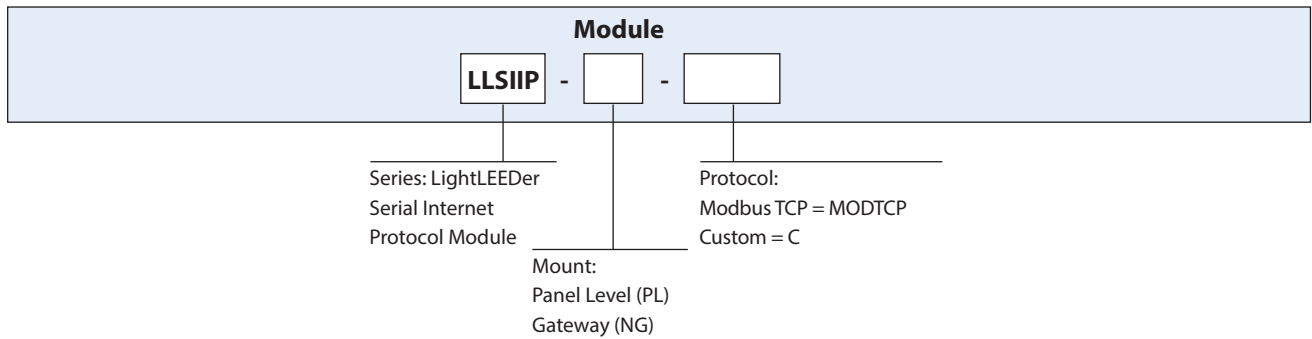 Module
LLSIIP - -
Series: LightLEEDer
Serial Internet
Protocol Module
Mount:
Panel Level (PL)
Gateway (NG)
Protocol:
Modbus TCP = MODTCP
Custom = C